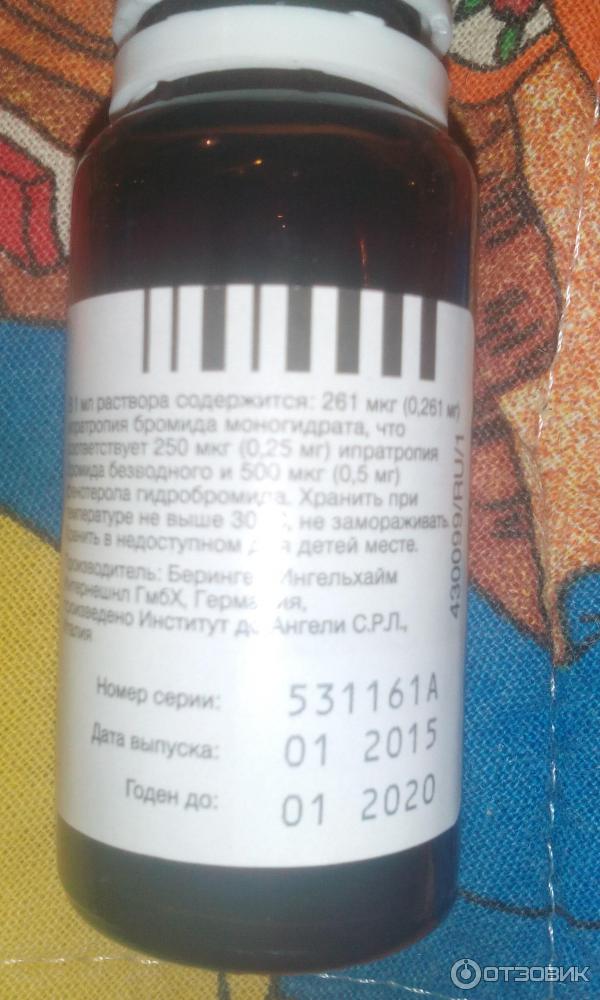 В 1 мл раствора содержится: 261 мкг (0,261 мг)
ипратропия бромида моногидрата, что
соответствует 250 мкг (0,25 мг) ипратропия
бромида безводного и 500 мкг (0,5 мг)
фенотерола гидробромида. Хранить при
температуре не выше 30 °С, не замораживать.
Хранить в недоступном для детей месте.
Производитель: Берингер Ингельхайм
Интернешнл ГмбХ, Германия,
произведено Институт де Ангели С.Р.Л.,
Италия
430099/RU/1
Номер серии: 531161A
Дата выпуска: 01 2015
Годен до: 01 2020
ОТЗОВИК